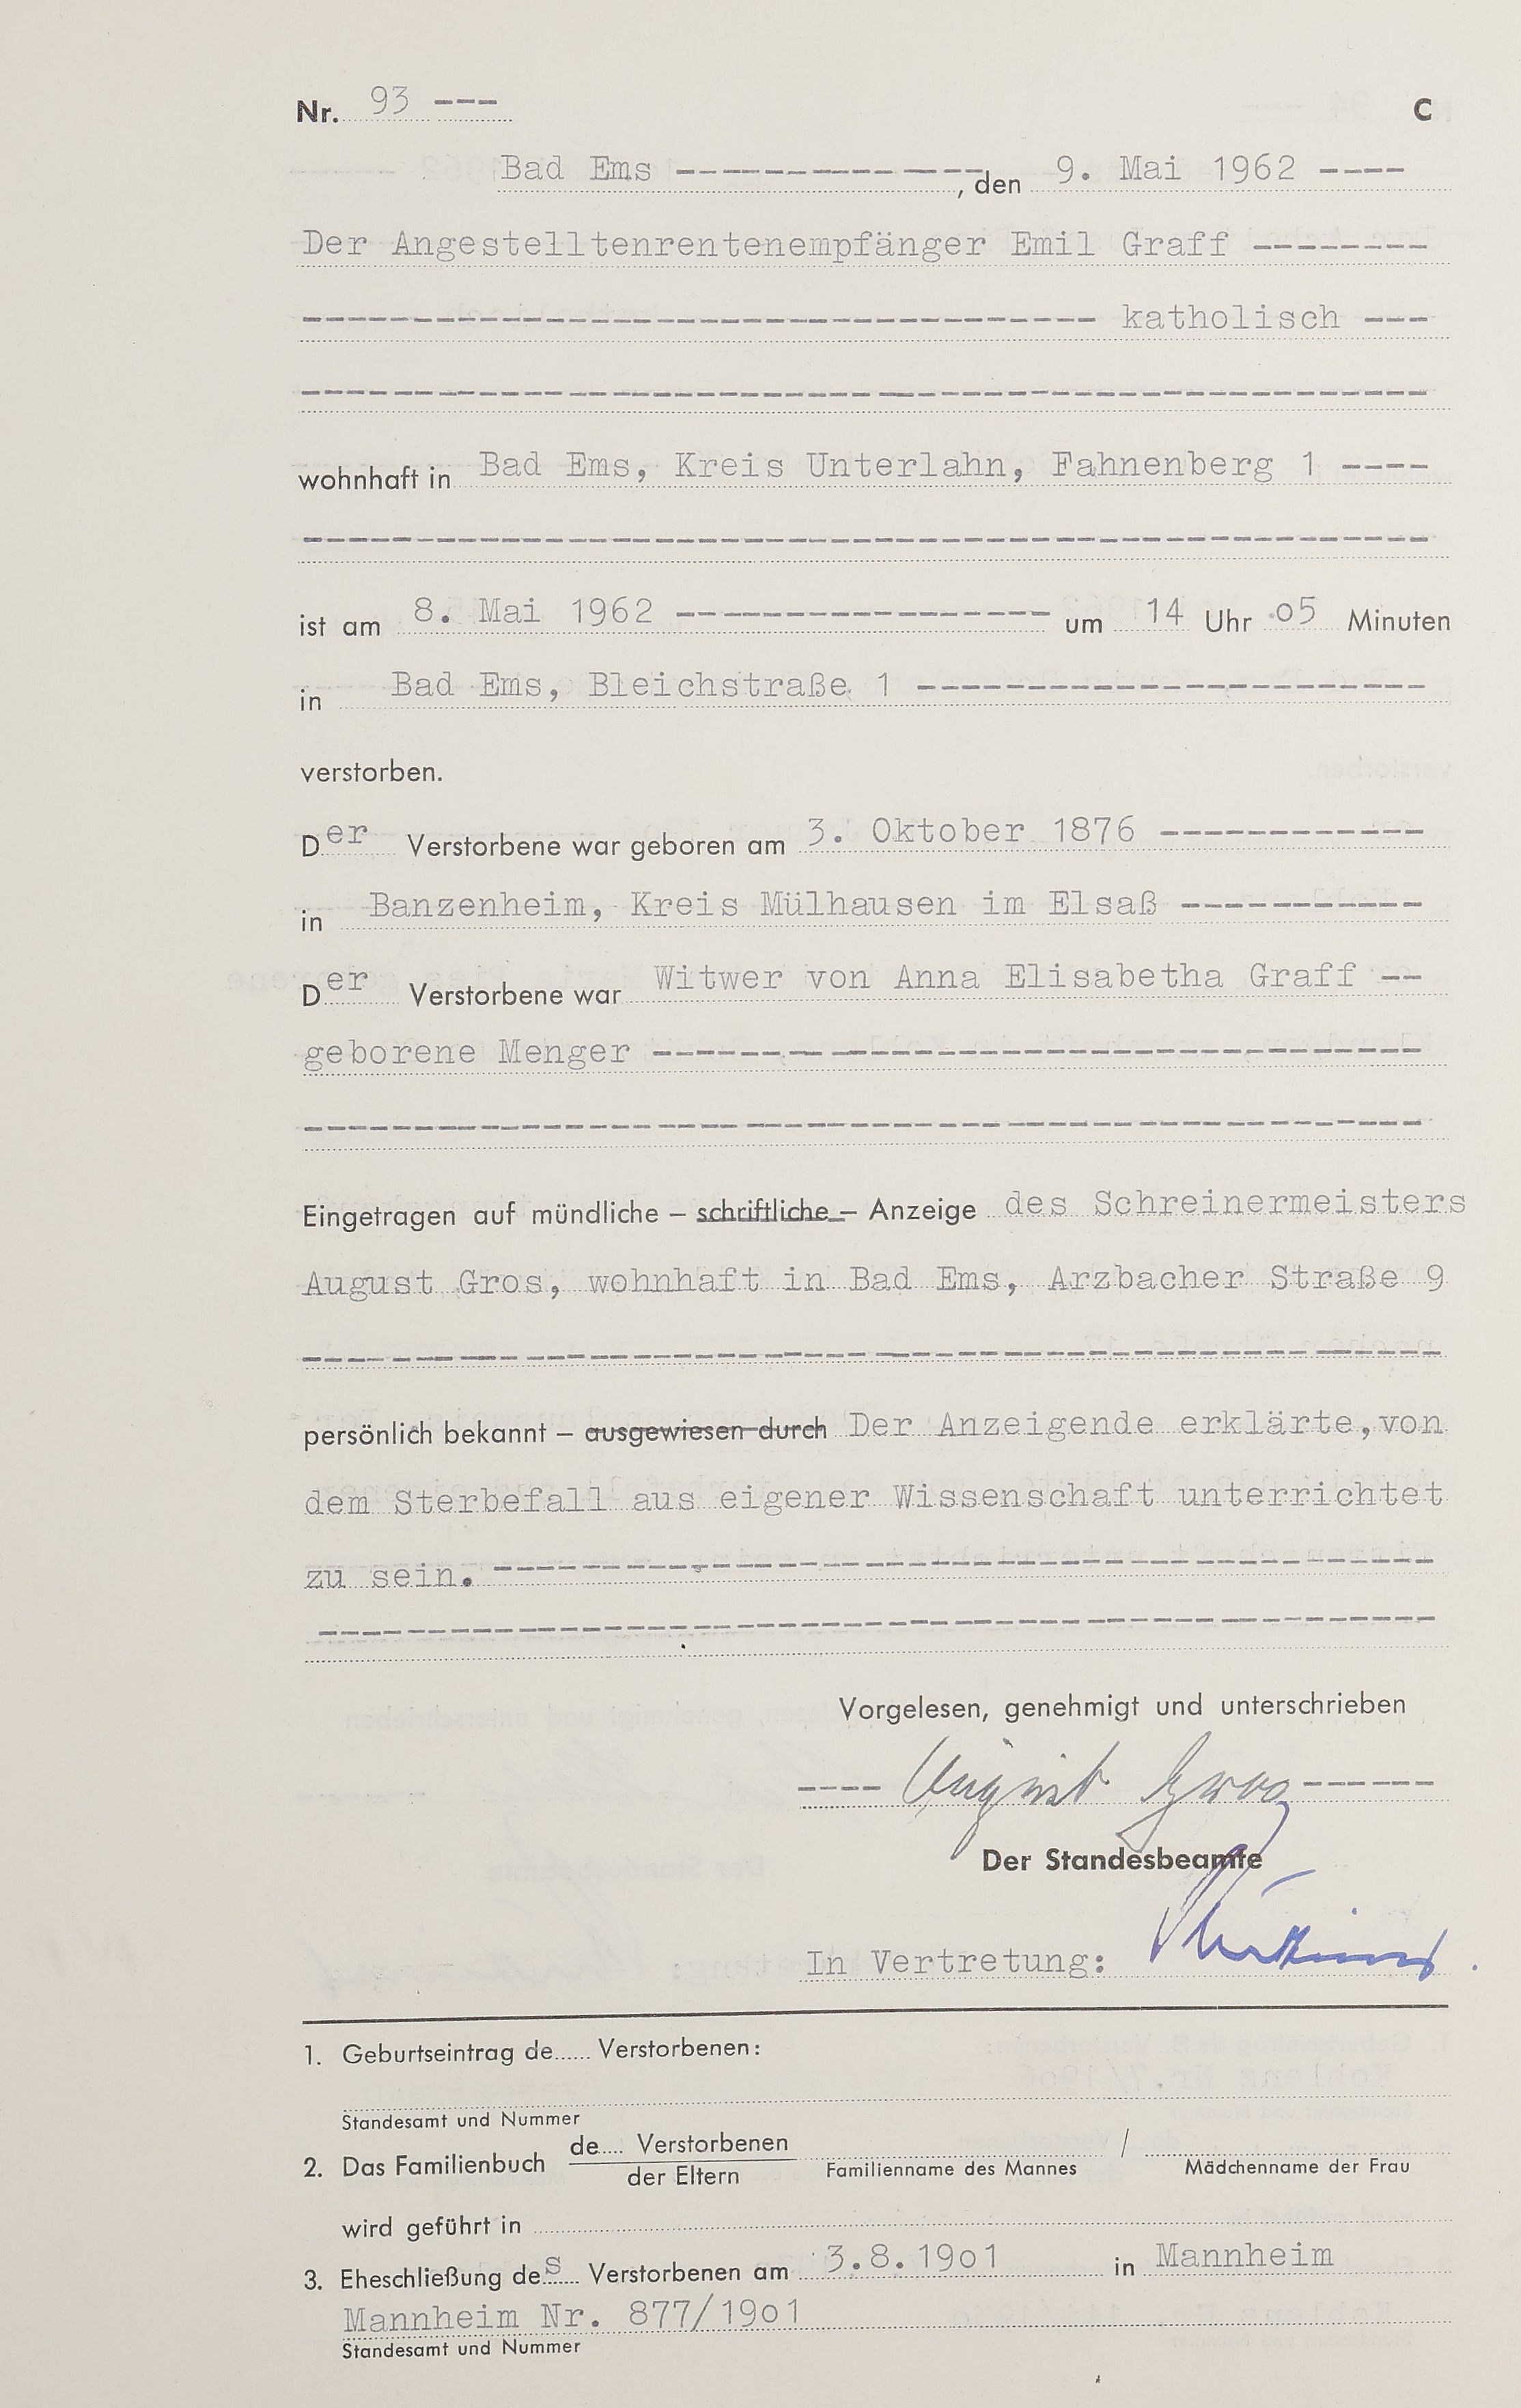 Nr. 93 --- C
Bad Ems ---------------, den 9. Mai 1962 ----
Der Angestelltenrentenempfänger Emil Graff --------
------------------------------------- katholisch ---
----------------------------------------------------
wohnhaft in Bad Ems, Kreis Unterlahn, Fahnenberg 1 ----
----------------------------------------------------
ist am 8. Mai 1962 ----------------- um 14 Uhr o5 Minuten
in Bad Ems, Bleichstraße 1 ------------------------
verstorben.
Der Verstorbene war geboren am 3. Oktober 1876 ------------
in Banzenheim, Kreis Mülhausen im Elsaß -----------
Der Verstorbene war Witwer von Anna Elisabetha Graff --
geborene Menger -----------------------------------
----------------------------------------------------
Eingetragen auf mündliche – schriftliche – Anzeige des Schreinermeisters
August Gros, wohnhaft in Bad Ems, Arzbacher Straße 9
----------------------------------------------------
persönlich bekannt – ausgewiesen durch Der Anzeigende erklärte, von
dem Sterbefall aus eigener Wissenschaft unterrichtet
zu sein. -------------------------------------------
----------------------------------------------------
Vorgelesen, genehmigt und unterschrieben
---- August Gros ------
Der Standesbeamte
In Vertretung:
1. Geburtseintrag de...... Verstorbenen:
Standesamt und Nummer
2. Das Familienbuch de..... Verstorbenen /
der Eltern Familienname des Mannes Mädchenname der Frau
wird geführt in
3. Eheschließung des Verstorbenen am 3.8.19o1 in Mannheim
Mannheim Nr. 877/19o1
Standesamt und Nummer